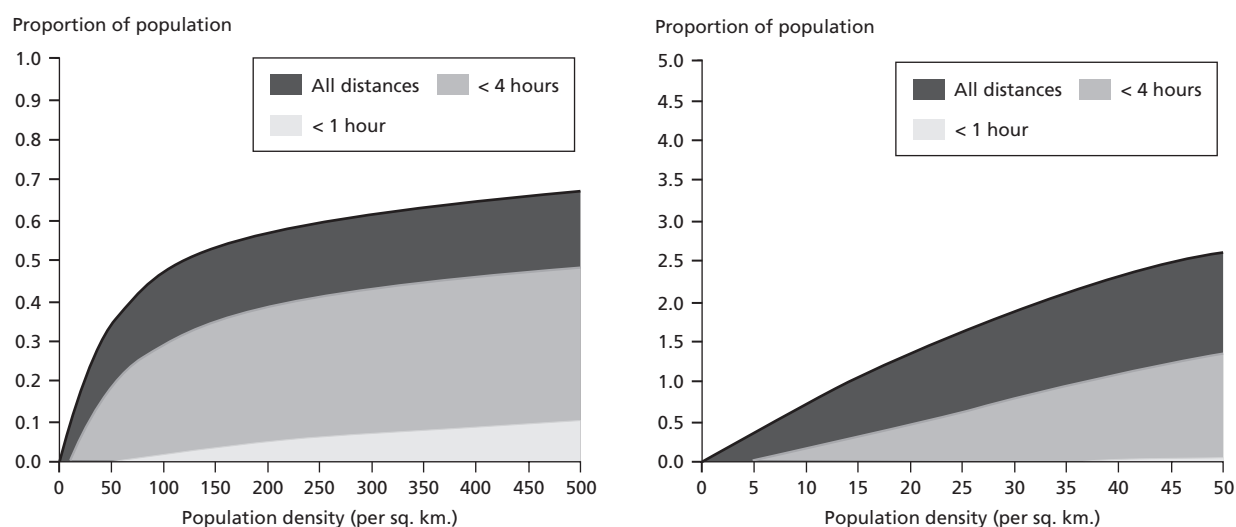 Proportion of population
1.0
0.9
0.8
0.7
0.6
0.5
0.4
0.3
0.2
0.1
0.0
All distances < 4 hours
< 1 hour
0 50 100 150 200 250 300 350 400 450 500
Population density (per sq. km.)
Proportion of population
5.0
4.5
4.0
3.5
3.0
2.5
2.0
1.5
1.0
0.5
0.0
All distances < 4 hours
< 1 hour
0 5 10 15 20 25 30 35 40 45 50
Population density (per sq. km.)